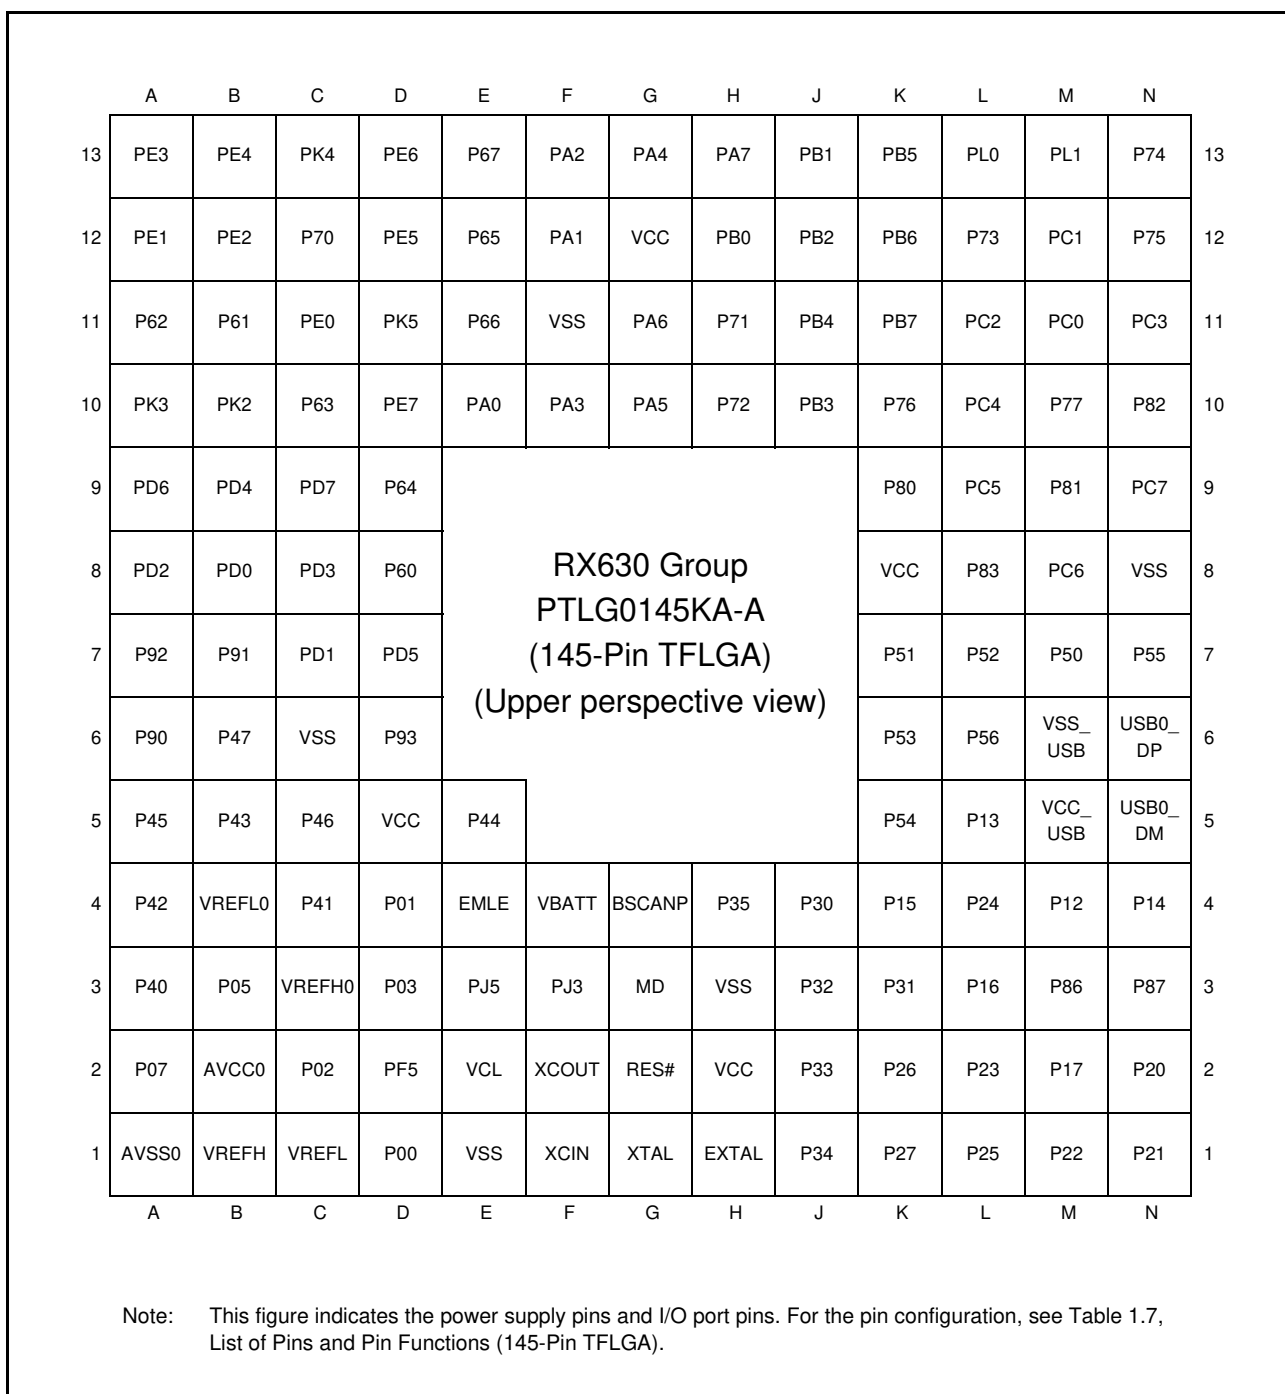 A B C D E F G H J K L M N
13 PE3 PE4 PK4 PE6 P67 PA2 PA4 PA7 PB1 PB5 PL0 PL1 P74 13
12 PE1 PE2 P70 PE5 P65 PA1 VCC PB0 PB2 PB6 P73 PC1 P75 12
11 P62 P61 PE0 PK5 P66 VSS PA6 P71 PB4 PB7 PC2 PC0 PC3 11
10 PK3 PK2 P63 PE7 PA0 PA3 PA5 P72 PB3 P76 PC4 P77 P82 10
9 PD6 PD4 PD7 P64 P80 PC5 P81 PC7 9
8 PD2 PD0 PD3 P60 VCC P83 PC6 VSS 8
7 P92 P91 PD1 PD5 P51 P52 P50 P55 7
6 P90 P47 VSS P93 P53 P56 VSS_ USB USB0_ DP 6
5 P45 P43 P46 VCC P44 P54 P13 VCC_ USB USB0_ DM 5
RX630 Group
PTLG0145KA-A
(145-Pin TFLGA)
(Upper perspective view)
4 P42 VREFL0 P41 P01 EMLE VBATT BSCANP P35 P30 P15 P24 P12 P14 4
3 P40 P05 VREFH0 P03 PJ5 PJ3 MD VSS P32 P31 P16 P86 P87 3
2 P07 AVCC0 P02 PF5 VCL XCOUT RES# VCC P33 P26 P23 P17 P20 2
1 AVSS0 VREFH VREFL P00 VSS XCIN XTAL EXTAL P34 P27 P25 P22 P21 1
A B C D E F G H J K L M N
Note: This figure indicates the power supply pins and I/O port pins. For the pin configuration, see Table 1.7,
List of Pins and Pin Functions (145-Pin TFLGA).